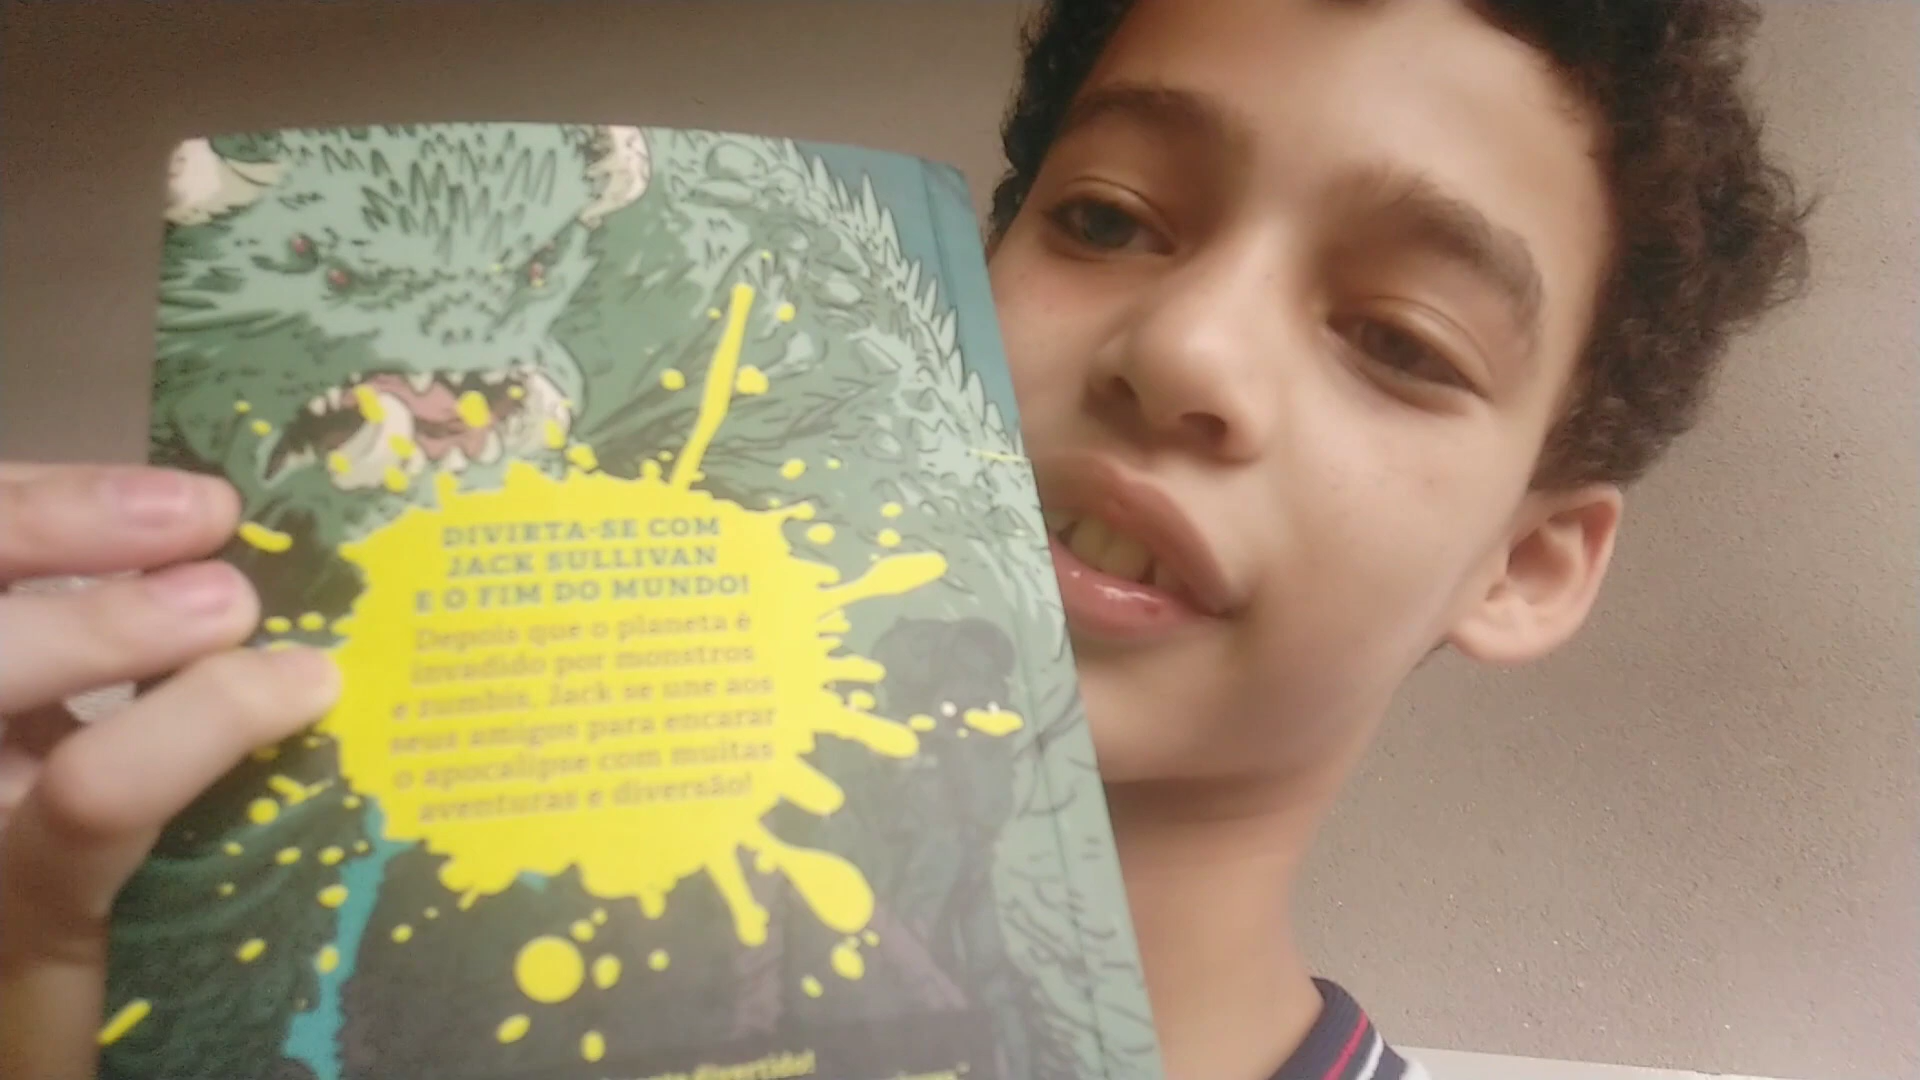 DIVIRTA-SE COM
JACK SULLIVAN
E O FIM DO MUNDO!
Depois que o planeta é
invadido por monstros
e zumbis, Jack se une aos
seus amigos para encarar
o apocalipse com muitas
aventuras e diversão!
divertido!